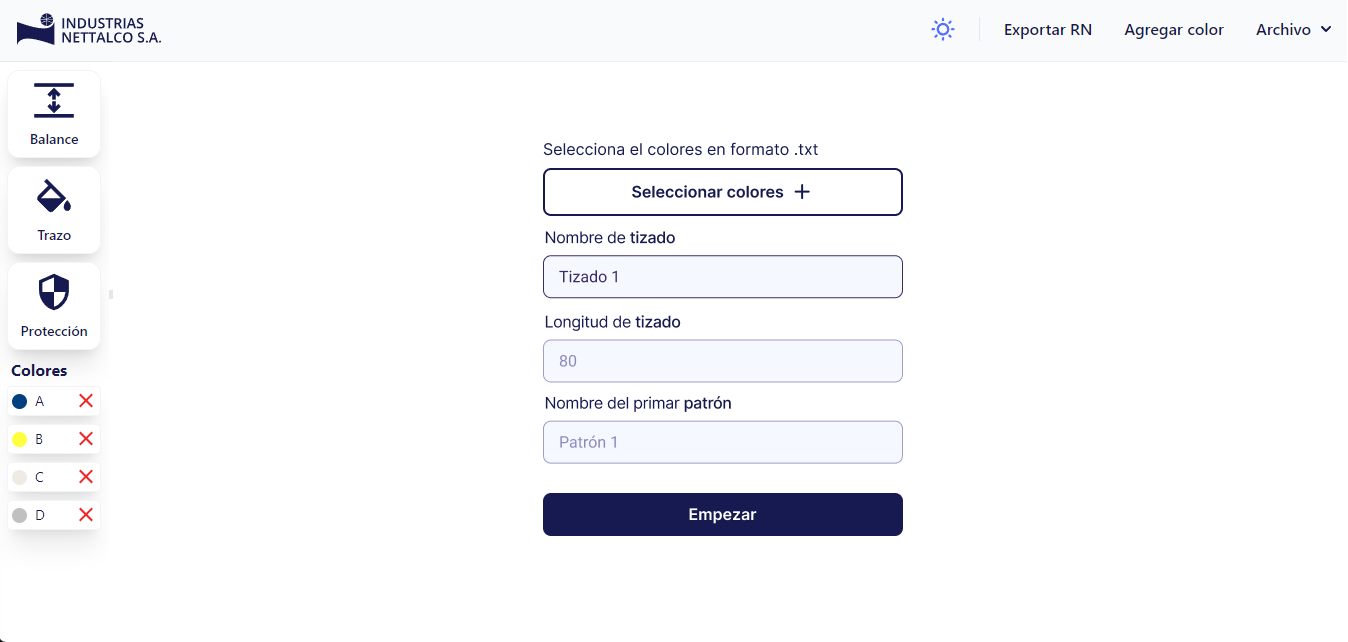 INDUSTRIAS
NETTALCO S.A.
Exportar RN
Agregar color
Archivo
Balance
Trazo
Protección
Colores
A
B
C
D
Selecciona el colores en formato .txt
Seleccionar colores +
Nombre de tizado
Tizado 1
Longitud de tizado
80
Nombre del primar patrón
Patrón 1
Empezar